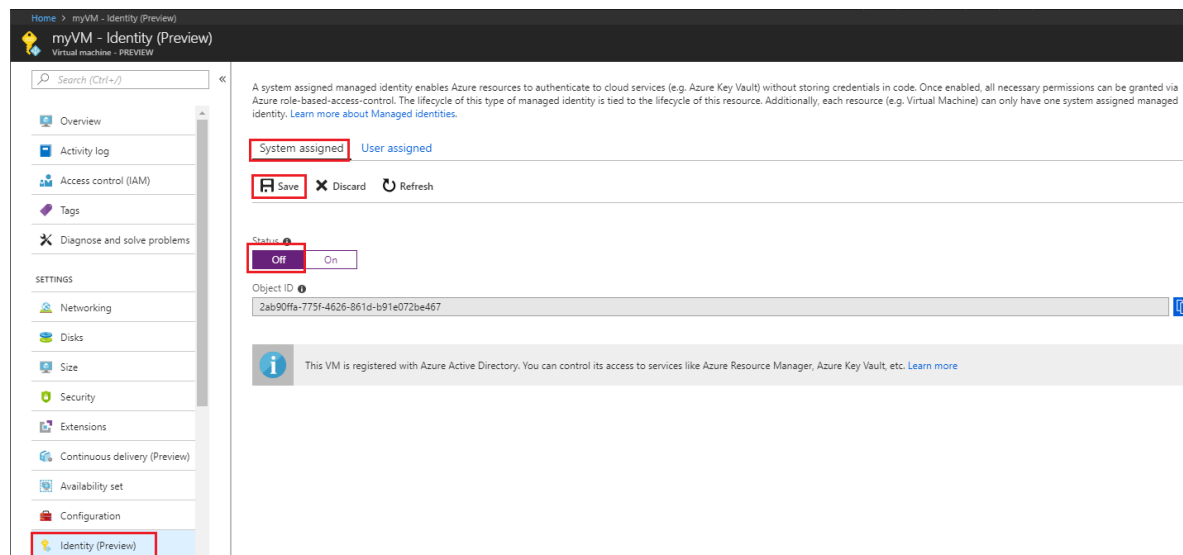 Home > myVM - Identity (Preview)
myVM - Identity (Preview)
Virtual machine - PREVIEW
Search (Ctrl+/)
«
Overview
Activity log
Access control (IAM)
Tags
Diagnose and solve problems
SETTINGS
Networking
Disks
Size
Security
Extensions
Continuous delivery (Preview)
Availability set
Configuration
Identity (Preview)
A system assigned managed identity enables Azure resources to authenticate to cloud services (e.g. Azure Key Vault) without storing credentials in code. Once enabled, all necessary permissions can be granted via
Azure role-based-access-control. The lifecycle of this type of managed identity is tied to the lifecycle of this resource. Additionally, each resource (e.g. Virtual Machine) can only have one system assigned managed
identity. Learn more about Managed identities.
System assigned User assigned
Save Discard Refresh
Status
Off On
Object ID
2ab90ffa-775f-4626-861d-b91e072be467
This VM is registered with Azure Active Directory. You can control its access to services like Azure Resource Manager, Azure Key Vault, etc. Learn more